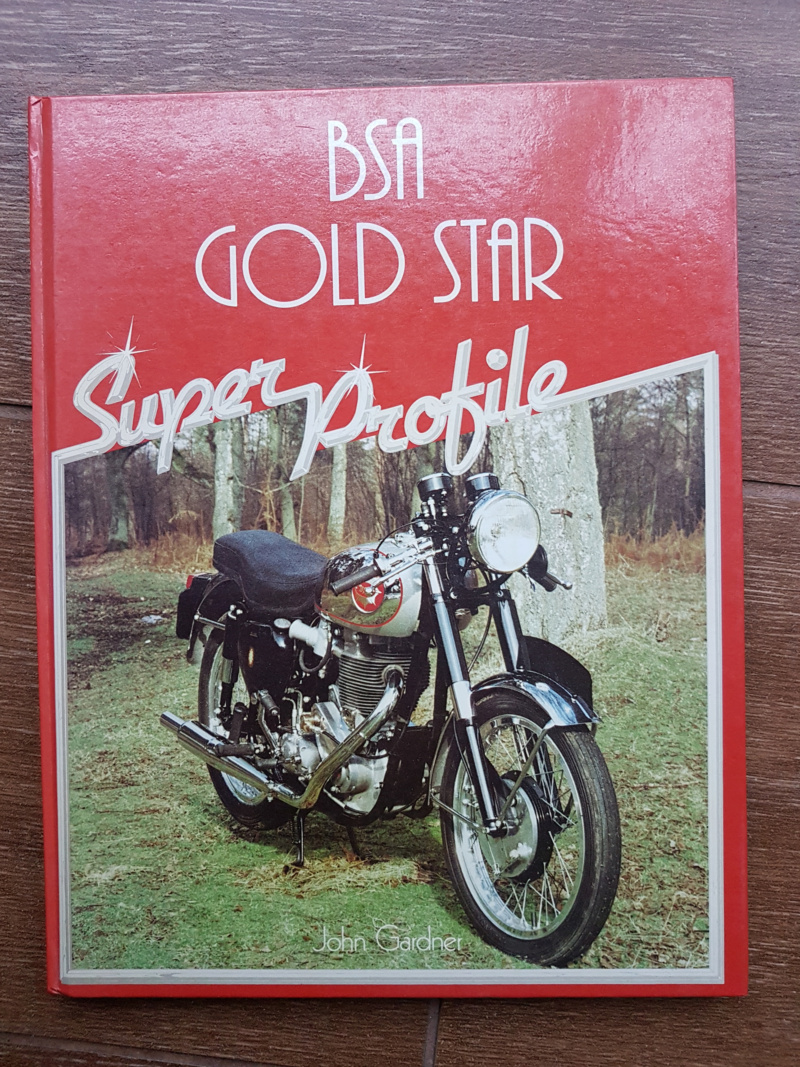 BSA
GOLD STAR
Super Profile
John Gardner